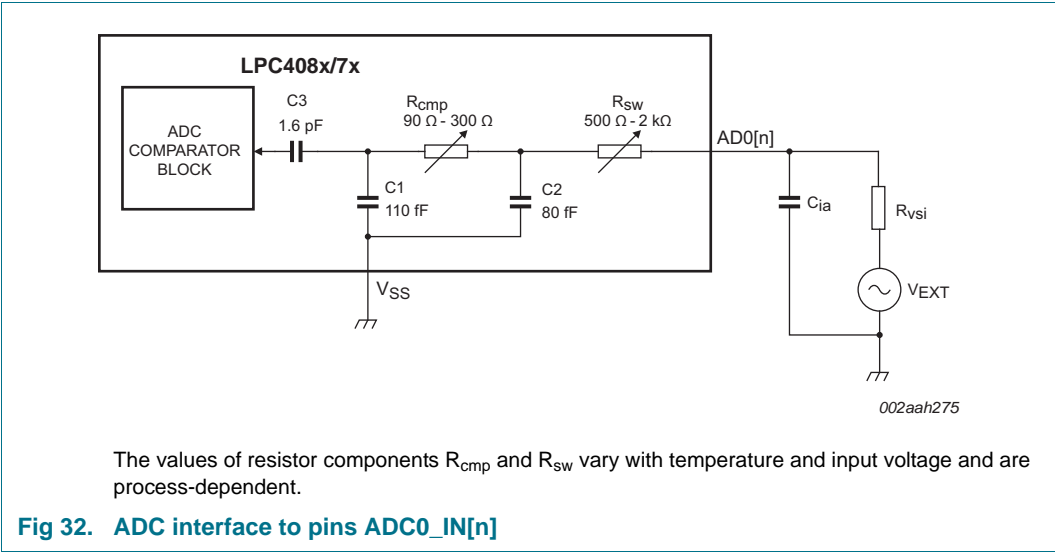 LPC408x/7x
C3
1.6 pF
Rcmp
90 Ω - 300 Ω
Rsw
500 Ω - 2 kΩ
AD0[n]
ADC
COMPARATOR
BLOCK
C1
110 fF
C2
80 fF
Cia
Rvsi
VSS
VEXT
002aah275
The values of resistor components Rcmp and Rsw vary with temperature and input voltage and are
process-dependent.
Fig 32. ADC interface to pins ADC0_IN[n]